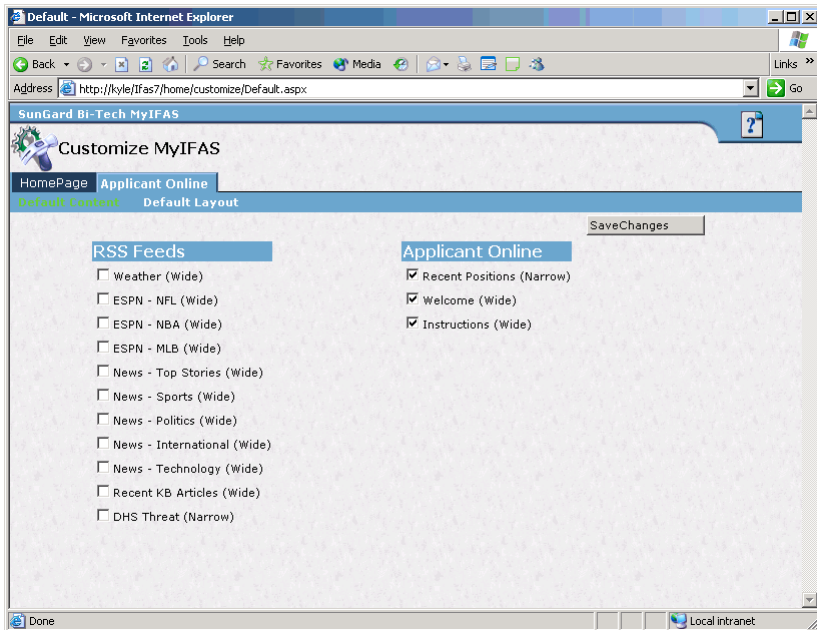 Default - Microsoft Internet Explorer
File Edit View Favorites Tools Help
Back Search Favorites Media Links »
Address http://kyle/Ifas7/home/customize/Default.aspx Go
SunGard Bi-Tech MyIFAS
?
Customize MyIFAS
HomePage Applicant Online
Default Content Default Layout
SaveChanges
RSS Feeds Applicant Online
Weather (Wide) Recent Positions (Narrow)
ESPN - NFL (Wide) Welcome (Wide)
ESPN - NBA (Wide) Instructions (Wide)
ESPN - MLB (Wide)
News - Top Stories (Wide)
News - Sports (Wide)
News - Politics (Wide)
News - International (Wide)
News - Technology (Wide)
Recent KB Articles (Wide)
DHS Threat (Narrow)
Done Local intranet